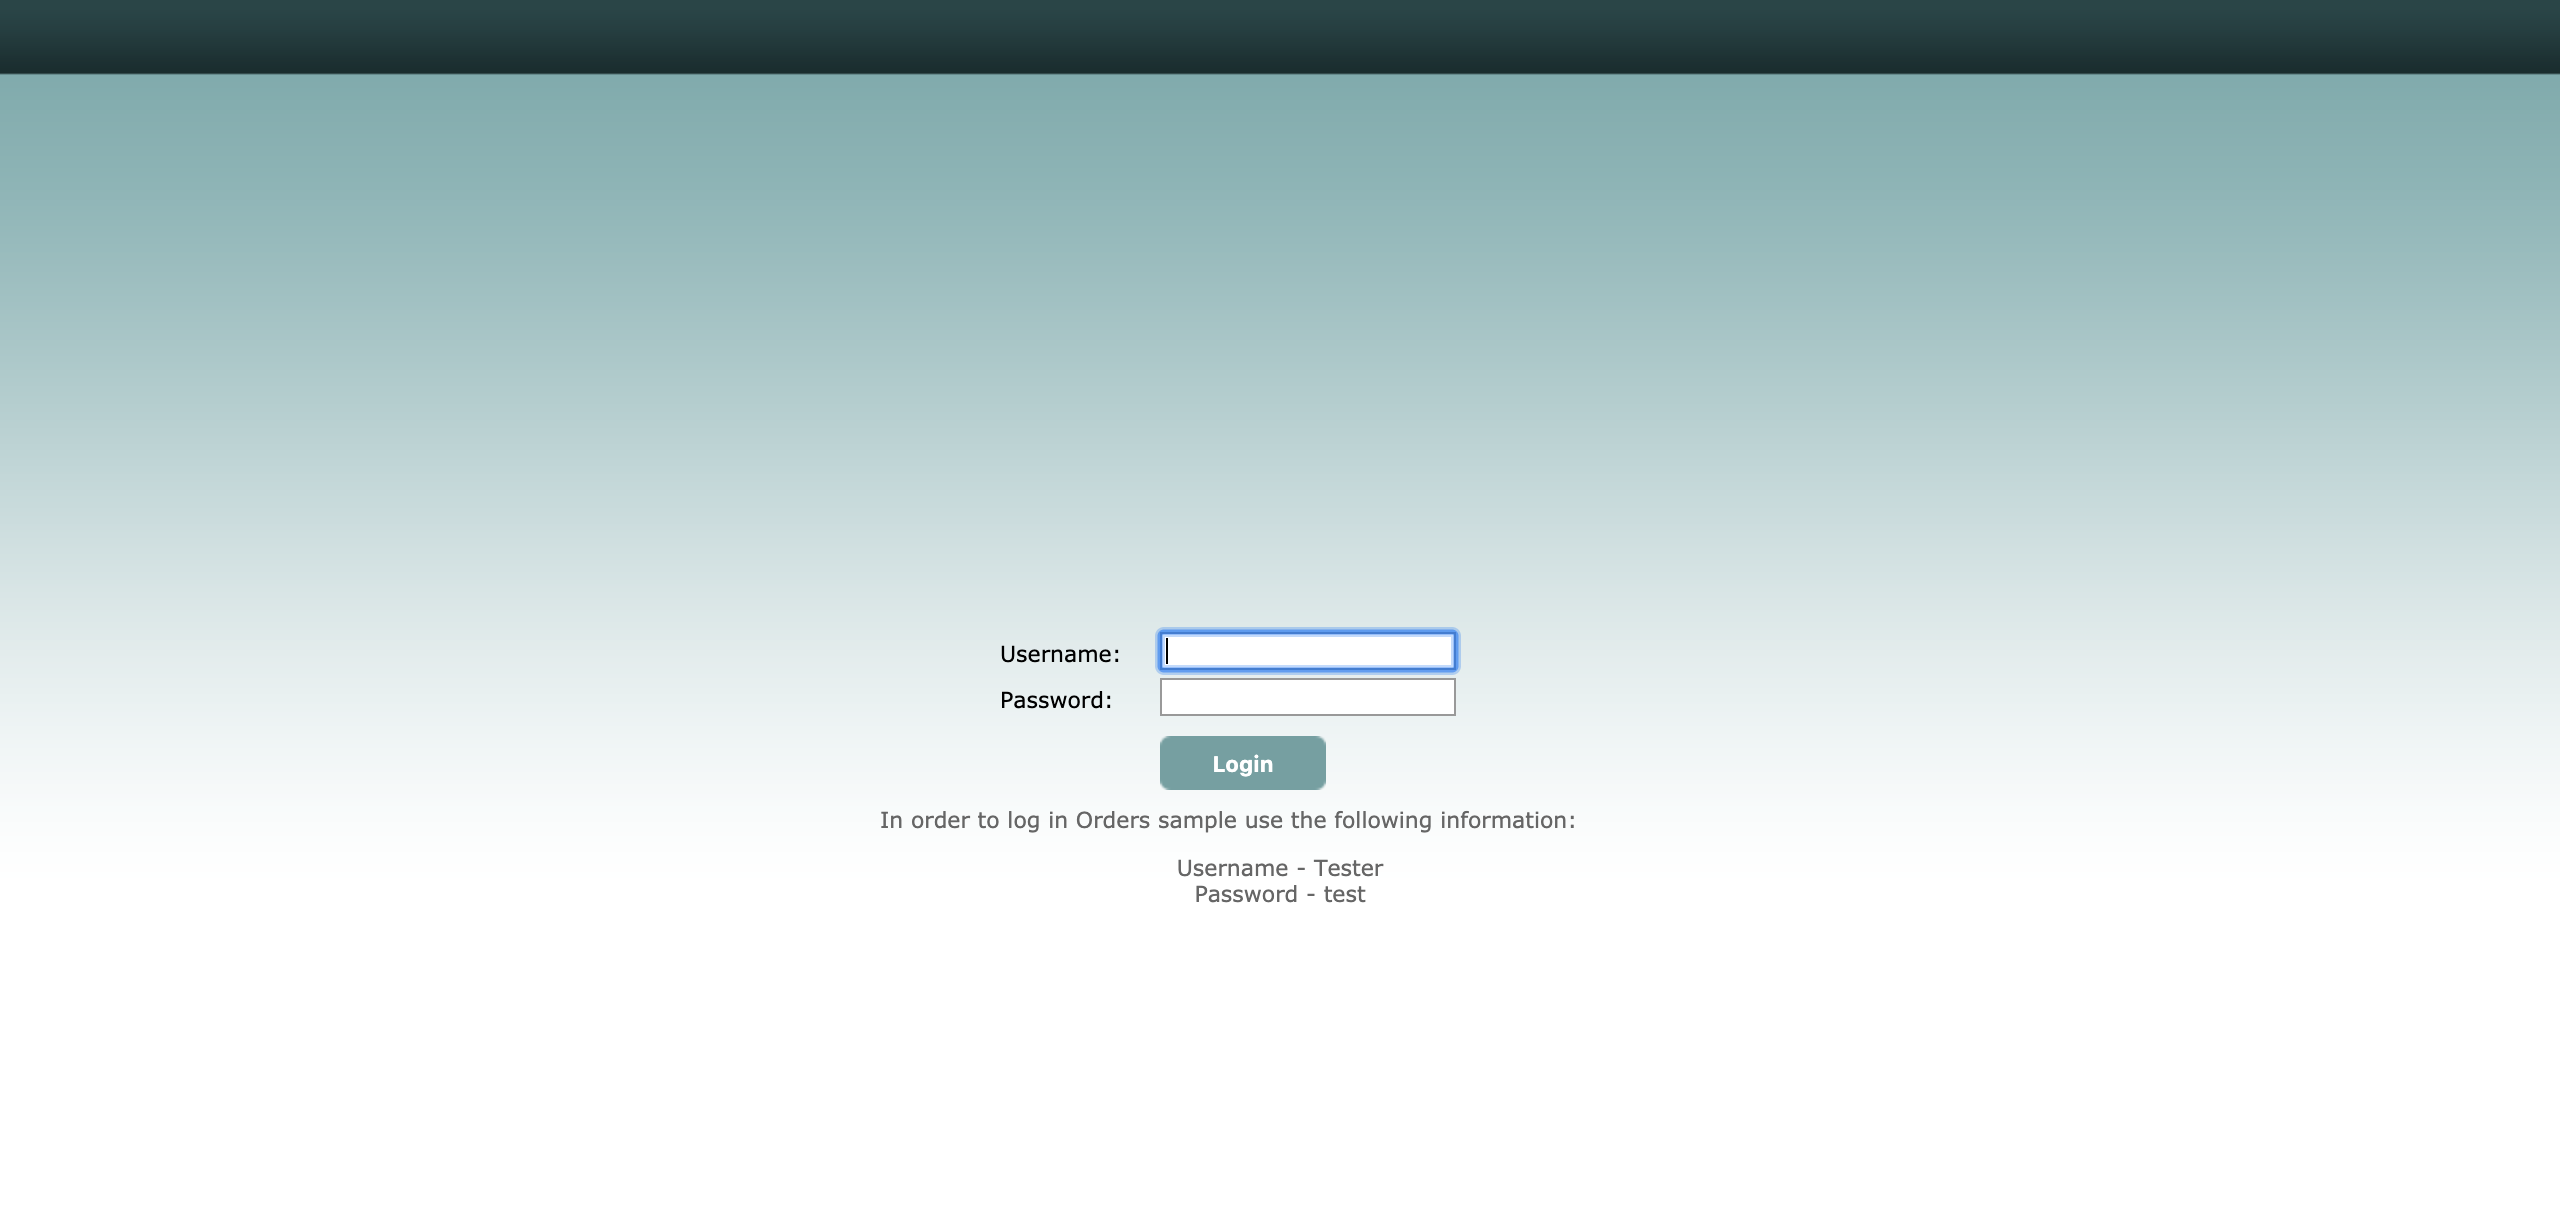 Username:
Password:
Login
In order to log in Orders sample use the following information:
Username - Tester
Password - test